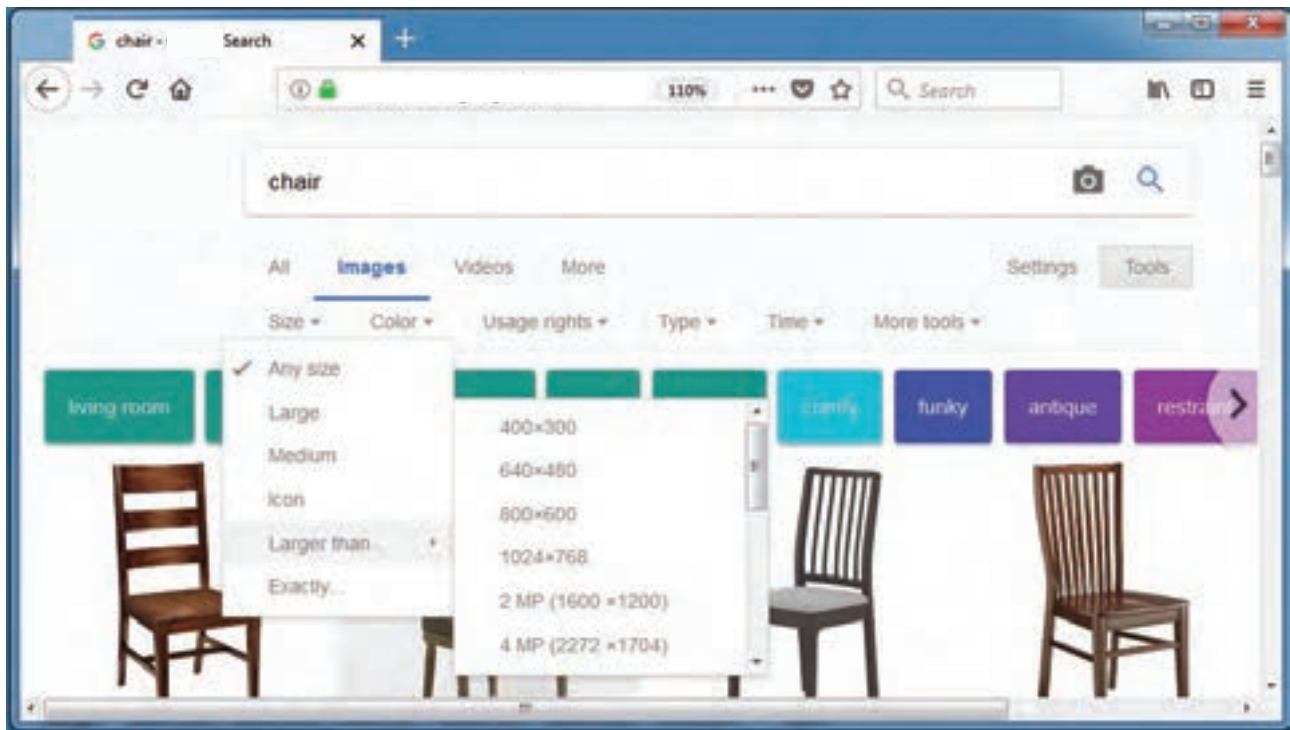 chair - Search
110% Search
chair
All Images Videos More Settings Tools
Size Color Usage rights Type Time More tools
Any size
Large
Medium
Icon
Larger than...
Exactly...
living room comfy funky antique
400×300
640×480
800×600
1024×768
2 MP (1600 ×1200)
4 MP (2272 ×1704)